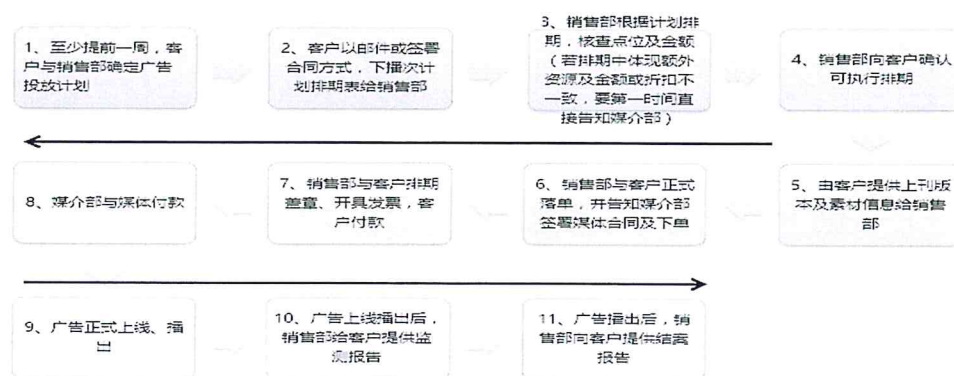 1、至少提前一周，客
户与销售部确定广告
投放计划
2、客户以邮件或签署
合同方式，下播次计
划排期表给销售部
3、销售部根据计划排
期，核查点位及金额
（若排期中体现额外
资源及金额或折扣不
一致，要第一时间直
接告知媒介部）
4、销售部向客户确认
可执行排期
5、由客户提供上刊版
本及素材信息给销售
部
6、销售部与客户正式
落单，并告知媒介部
签署媒体合同及下单
7、销售部与客户排期
盖章、开具发票，客
户付款
8、媒介部与媒体付款
9、广告正式上线、播
出
10、广告上线播出后，
销售部给客户提供监
测报告
11、广告播出后，销
售部向客户提供结案
报告